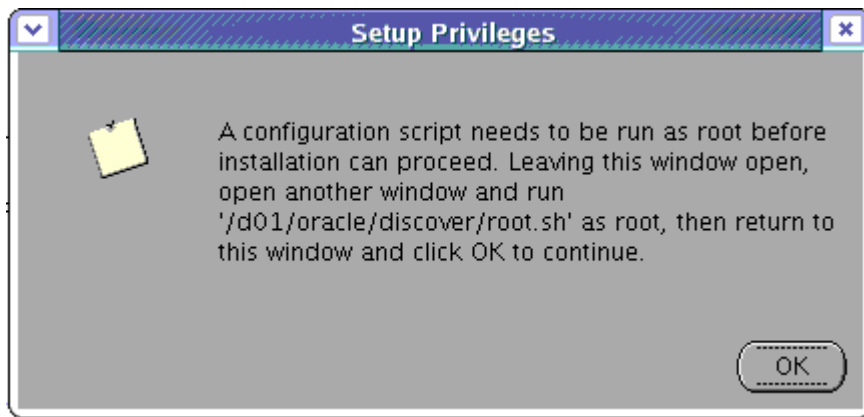 Setup Privileges
A configuration script needs to be run as root before
installation can proceed. Leaving this window open,
open another window and run
'/d01/oracle/discover/root.sh' as root, then return to
this window and click OK to continue.
OK